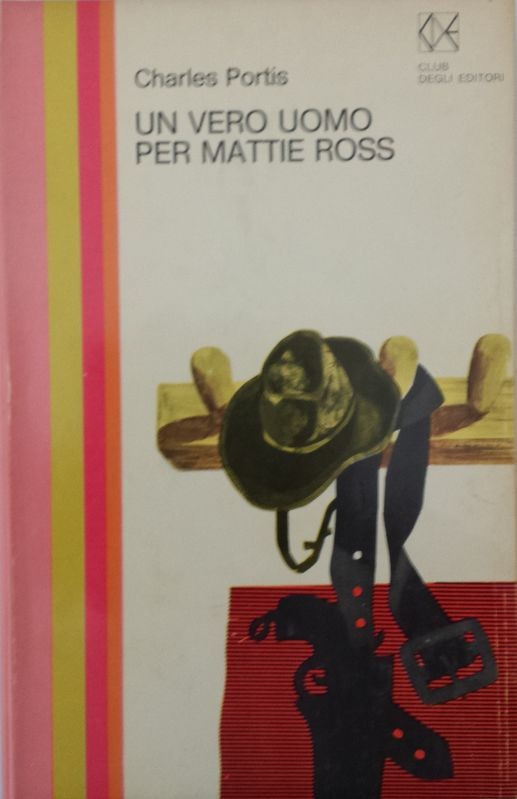 Charles Portis
UN VERO UOMO
PER MATTIE ROSS
CLUB
DEGLI EDITORI